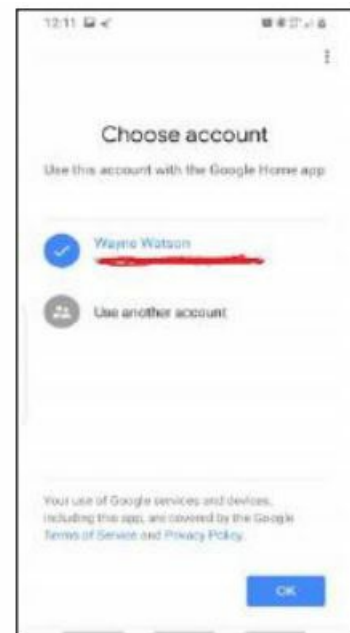 12:11
Choose account
Use this account with the Google Home app
Wayne Watson
Use another account
Your use of Google services and devices,
including this app, are covered by the Google
Terms of Service and Privacy Policy.
OK